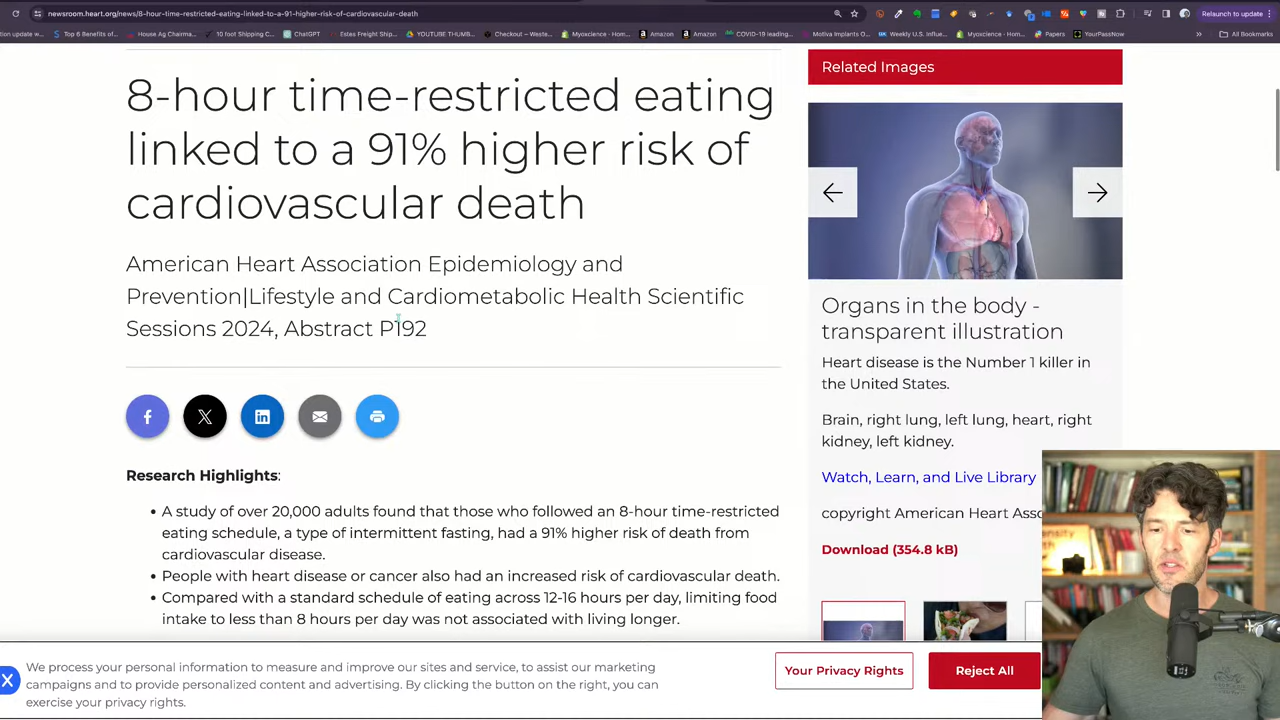 newsroom.heart.org/news/8-hour-time-restricted-eating-linked-to-a-91-higher-risk-of-cardiovascular-death
Relaunch to update
Top 6 Benefits of...
House Ag Chairma...
10 foot Shipping C...
ChatGPT
Estes Freight Ship...
YOUTUBE THUMB...
Checkout – Weste...
Myoxcience - Hom...
Amazon
Amazon
COVID-19 leading...
Motiva Implants O...
Weekly U.S. Influe...
Myoxcience - Hom...
Papers
YourPassNow
All Bookmarks
8-hour time-restricted eating
linked to a 91% higher risk of
cardiovascular death
American Heart Association Epidemiology and
Prevention|Lifestyle and Cardiometabolic Health Scientific
Sessions 2024, Abstract P192
Research Highlights:
A study of over 20,000 adults found that those who followed an 8-hour time-restricted
eating schedule, a type of intermittent fasting, had a 91% higher risk of death from
cardiovascular disease.
People with heart disease or cancer also had an increased risk of cardiovascular death.
Compared with a standard schedule of eating across 12-16 hours per day, limiting food
intake to less than 8 hours per day was not associated with living longer.
Related Images
Organs in the body -
transparent illustration
Heart disease is the Number 1 killer in
the United States.
Brain, right lung, left lung, heart, right
kidney, left kidney.
Watch, Learn, and Live Library
copyright American Heart Asso
Download (354.8 kB)
We process your personal information to measure and improve our sites and service, to assist our marketing
campaigns and to provide personalized content and advertising. By clicking the button on the right, you can
exercise your privacy rights.
Your Privacy Rights
Reject All